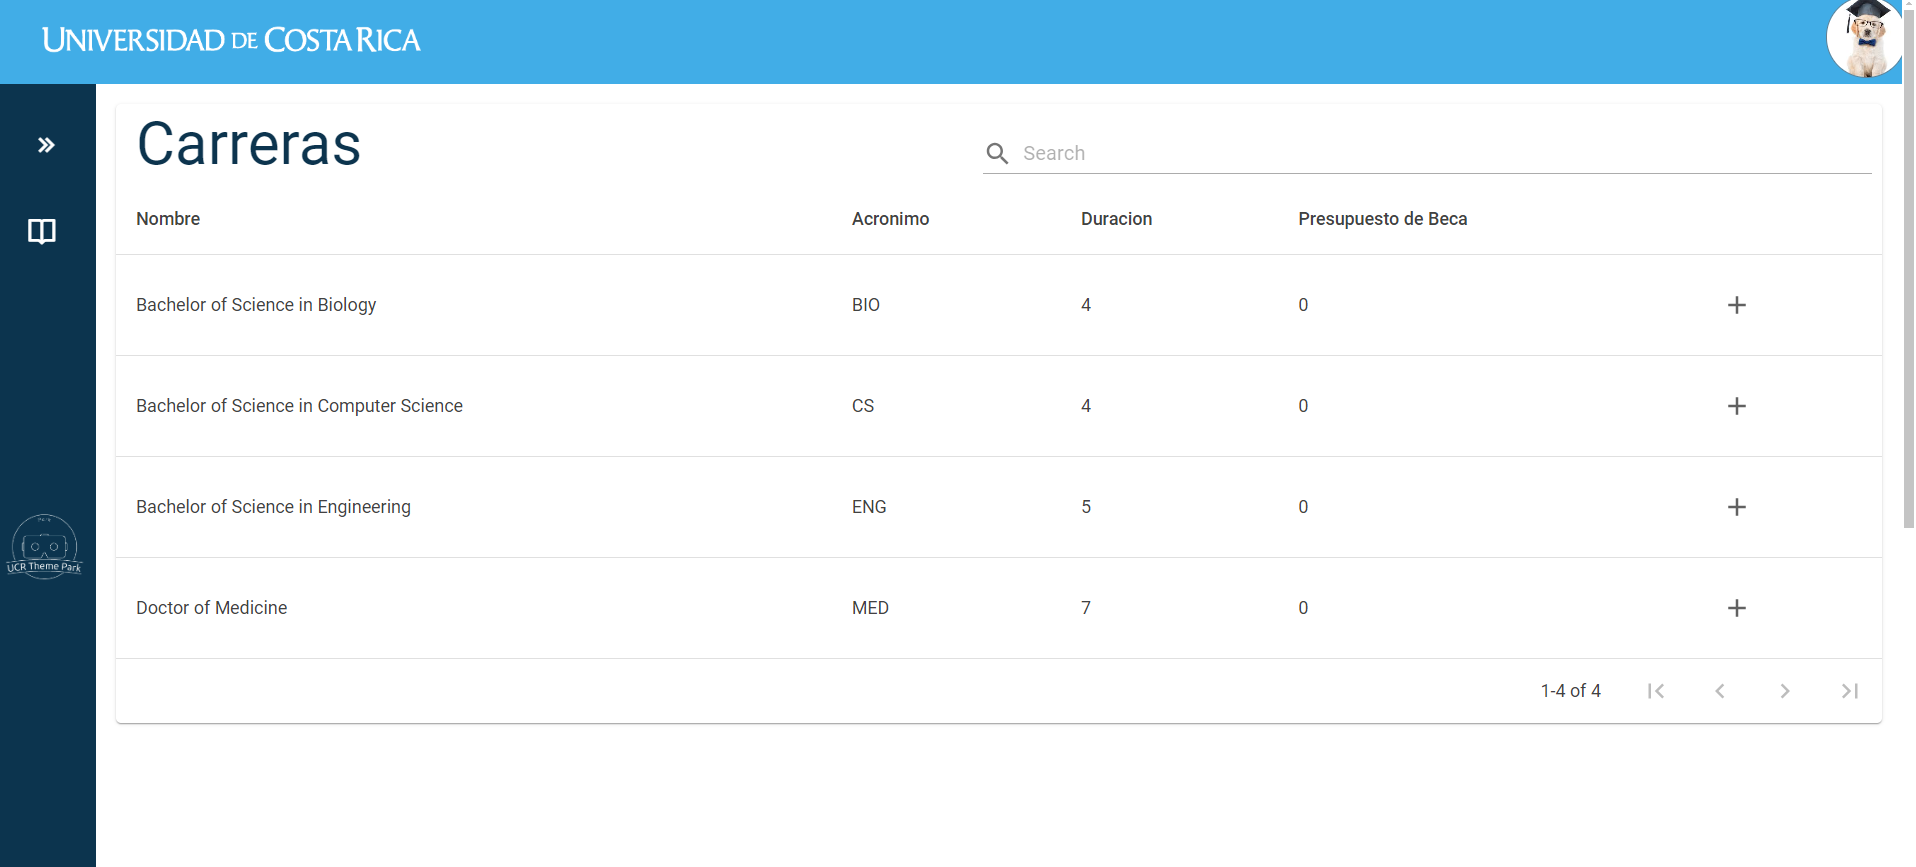 UNIVERSIDAD DE COSTA RICA
Carreras
Search
Nombre Acronimo Duracion Presupuesto de Beca
Bachelor of Science in Biology BIO 4 0
Bachelor of Science in Computer Science CS 4 0
Bachelor of Science in Engineering ENG 5 0
UCR Theme Park
Doctor of Medicine MED 7 0
1-4 of 4